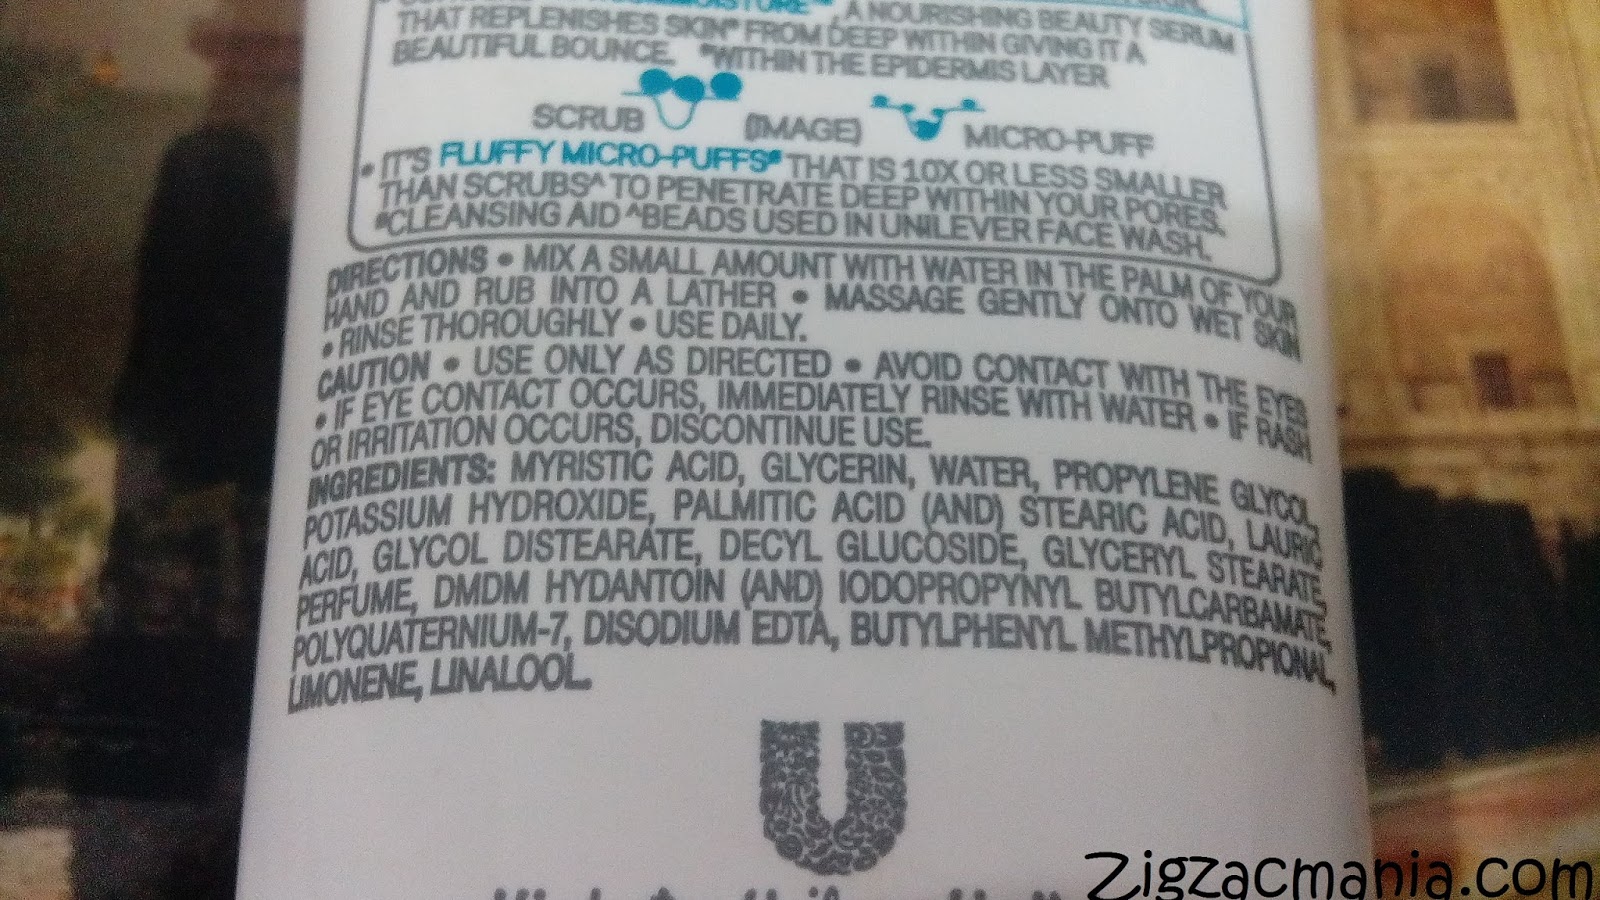 MOISTURE , A NOURISHING BEAUTY SERUM
THAT REPLENISHES SKIN* FROM DEEP WITHIN GIVING IT A
BEAUTIFUL BOUNCE. *WITHIN THE EPIDERMIS LAYER
SCRUB (IMAGE) MICRO-PUFF
• IT'S FLUFFY MICRO-PUFFS# THAT IS 10X OR LESS SMALLER
THAN SCRUBS^ TO PENETRATE DEEP WITHIN YOUR PORES.
#CLEANSING AID ^BEADS USED IN UNILEVER FACE WASH.
DIRECTIONS • MIX A SMALL AMOUNT WITH WATER IN THE PALM OF YOUR
HAND AND RUB INTO A LATHER • MASSAGE GENTLY ONTO WET SKIN
• RINSE THOROUGHLY • USE DAILY.
CAUTION • USE ONLY AS DIRECTED • AVOID CONTACT WITH THE EYES
• IF EYE CONTACT OCCURS, IMMEDIATELY RINSE WITH WATER • IF RASH
OR IRRITATION OCCURS, DISCONTINUE USE.
INGREDIENTS: MYRISTIC ACID, GLYCERIN, WATER, PROPYLENE GLYCOL,
POTASSIUM HYDROXIDE, PALMITIC ACID (AND) STEARIC ACID, LAURIC
ACID, GLYCOL DISTEARATE, DECYL GLUCOSIDE, GLYCERYL STEARATE,
PERFUME, DMDM HYDANTOIN (AND) IODOPROPYNYL BUTYLCARBAMATE,
POLYQUATERNIUM-7, DISODIUM EDTA, BUTYLPHENYL METHYLPROPIONAL,
LIMONENE, LINALOOL.
Zigzacmania.com